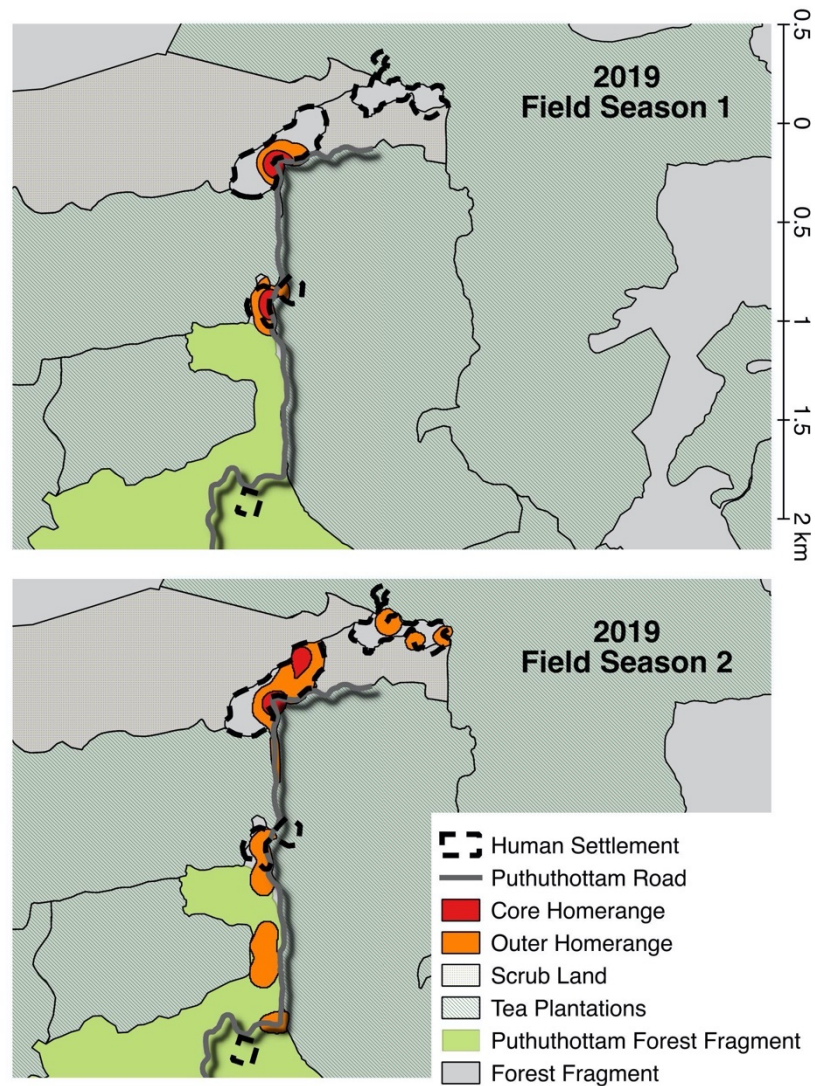 2019
Field Season 1
0.5
0
0.5
1
1.5
2 km
2019
Field Season 2
Human Settlement
Puthuthottam Road
Core Homerange
Outer Homerange
Scrub Land
Tea Plantations
Puthuthottam Forest Fragment
Forest Fragment